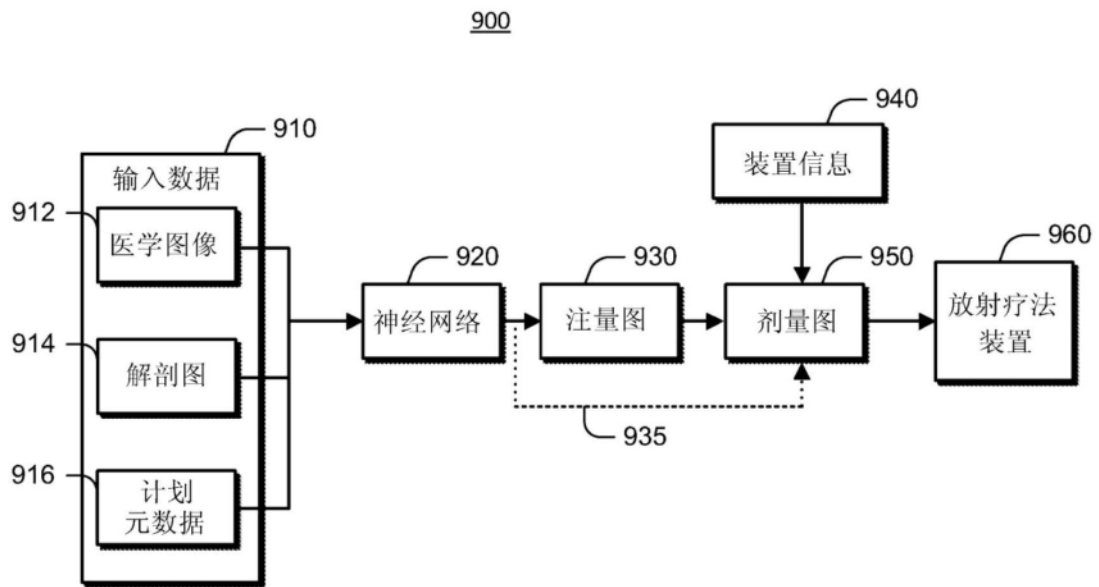 900
940
装置信息
910
输入数据
912
医学图像
920
神经网络
930
注量图
950
剂量图
960
放射疗法
装置
914
解剖图
935
916
计划
元数据